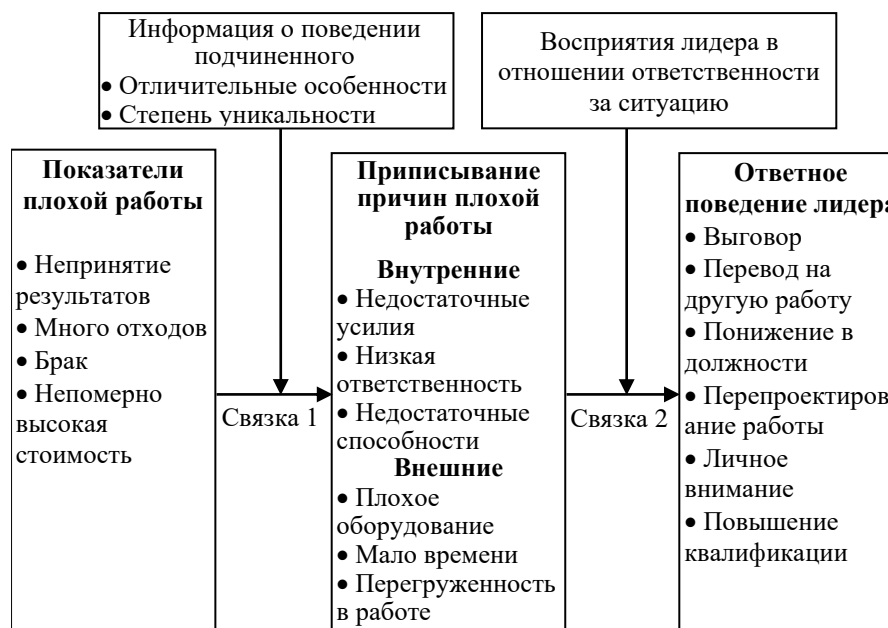 Информация о поведении
подчиненного
• Отличительные особенности
• Степень уникальности
Восприятия лидера в
отношении ответственности
за ситуацию
Показатели
плохой работы
• Непринятие
результатов
• Много отходов
• Брак
• Непомерно
высокая
стоимость
Связка 1
Приписывание
причин плохой
работы
Внутренние
• Недостаточные
усилия
• Низкая
ответственность
• Недостаточные
способности
Внешние
• Плохое
оборудование
• Мало времени
• Перегруженность
в работе
Связка 2
Ответное
поведение лидера
• Выговор
• Перевод на
другую работу
• Понижение в
должности
• Перепроектиров
ание работы
• Личное
внимание
• Повышение
квалификации